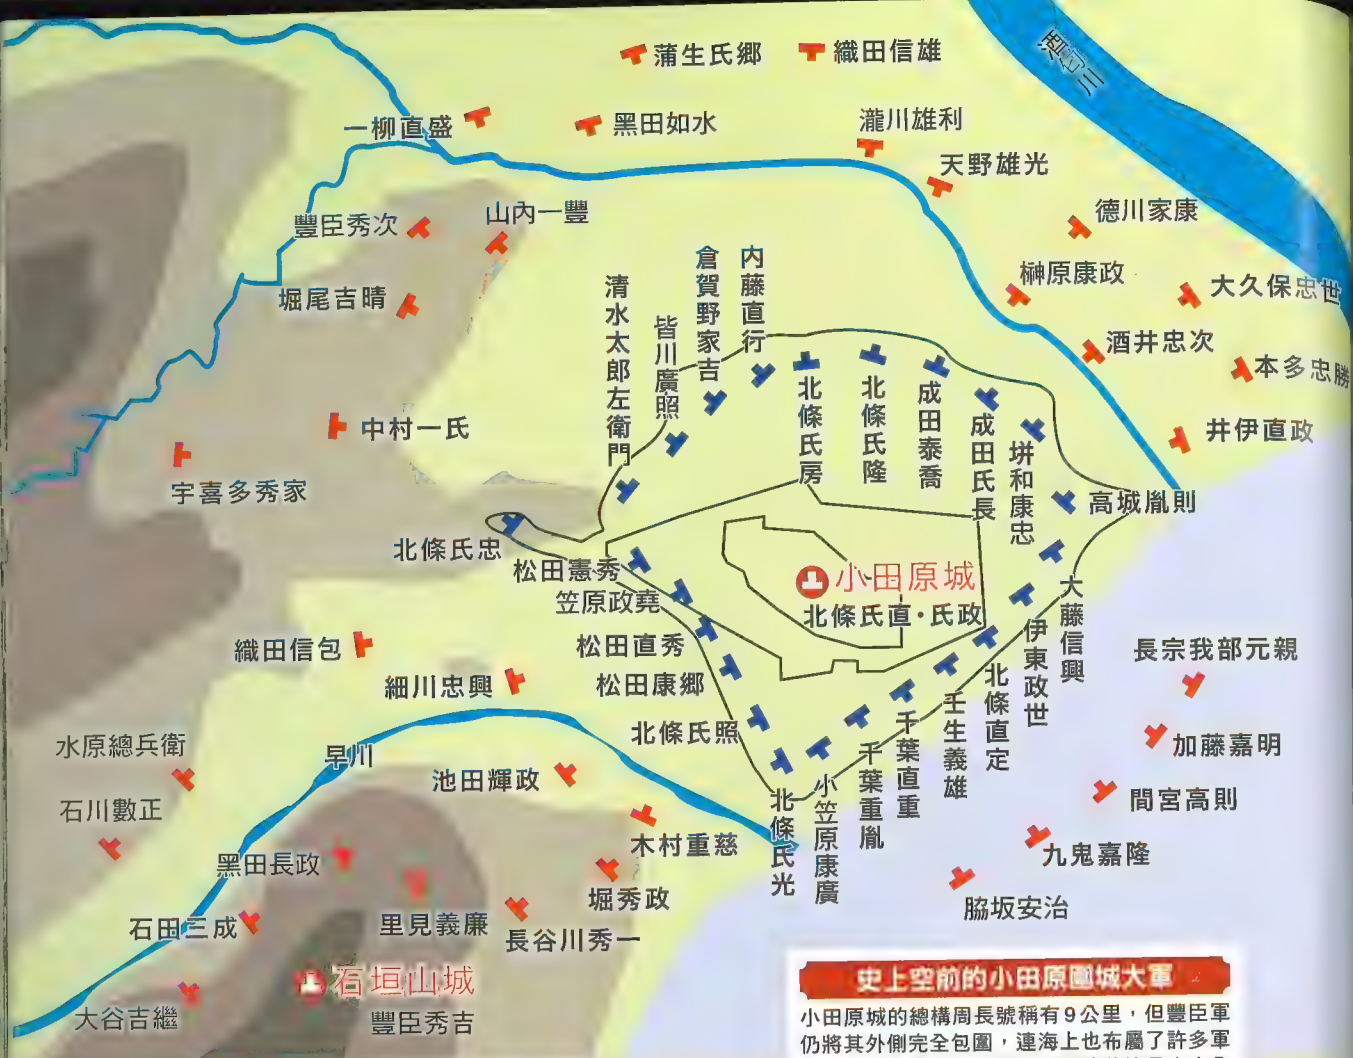 蒲生氏鄉
織田信雄
酒匂川
一柳直盛
黑田如水
瀧川雄利
天野雄光
德川家康
豐臣秀次
山內一豐
榊原康政
大久保忠世
堀尾吉晴
清水太郎左衛門
皆川廣照
倉賀野家吉
內藤直行
酒井忠次
本多忠勝
北條氏房
北條氏隆
成田泰喬
成田氏長
垪和康忠
井伊直政
中村一氏
宇喜多秀家
高城胤則
北條氏忠
松田憲秀
小田原城
北條氏直・氏政
笠原政堯
大藤信興
伊東政世
織田信包
松田直秀
長宗我部元親
細川忠興
松田康鄉
北條直定
壬生義雄
北條氏照
千葉直重
千葉重胤
加藤嘉明
水原總兵衛
早川
池田輝政
小笠原康廣
北條氏光
間宮高則
石川數正
木村重茲
九鬼嘉隆
黑田長政
堀秀政
脇坂安治
石田三成
里見義廉
長谷川秀一
石垣山城
豐臣秀吉
大谷吉繼
史上空前的小田原圍城大軍
小田原城的總構周長號稱有9公里，但豐臣軍
仍將其外側完全包圍，連海上也布屬了許多軍